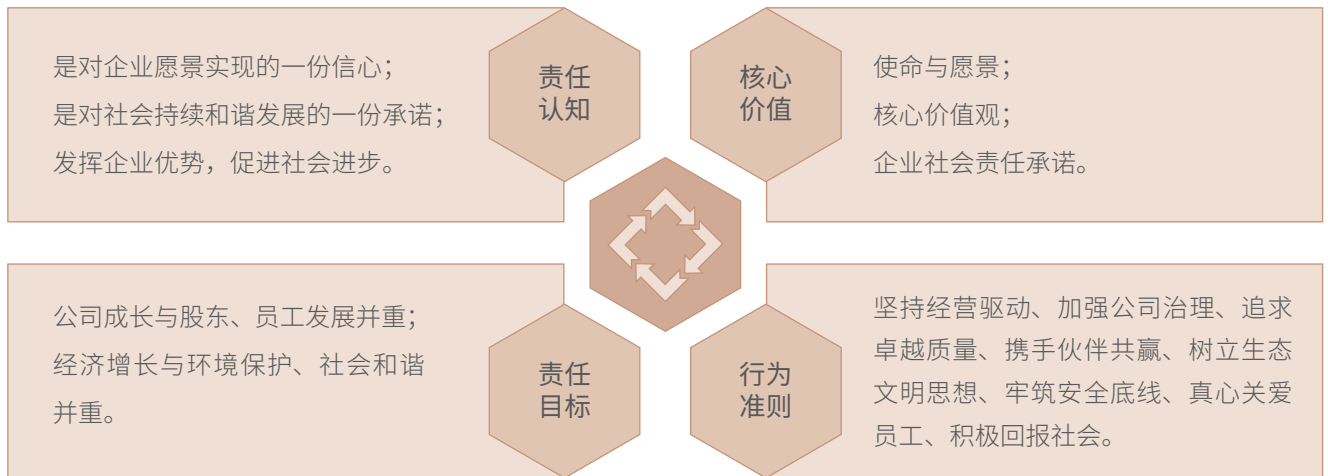 是对企业愿景实现的一份信心；
是对社会持续和谐发展的一份承诺；
发挥企业优势，促进社会进步。
责任
认知
核心
价值
使命与愿景；
核心价值观；
企业社会责任承诺。
公司成长与股东、员工发展并重；
经济增长与环境保护、社会和谐
并重。
责任
目标
行为
准则
坚持经营驱动、加强公司治理、追求
卓越质量、携手伙伴共赢、树立生态
文明思想、牢筑安全底线、真心关爱
员工、积极回报社会。